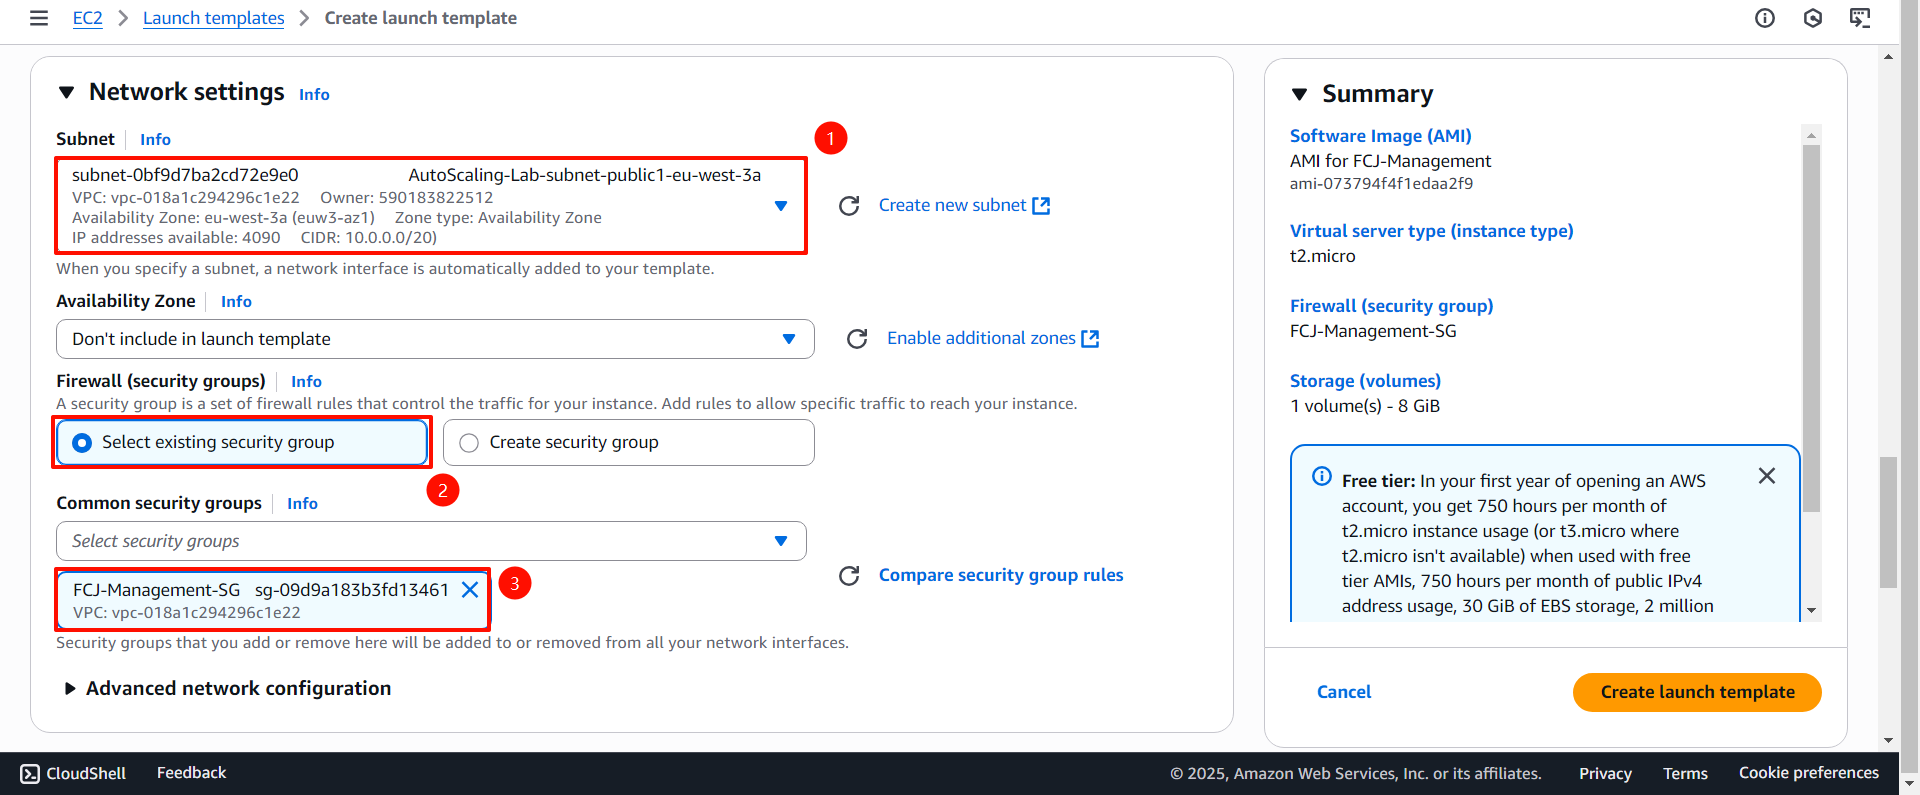 EC2 Launch templates Create launch template
Network settings Info
Subnet Info
1
subnet-0bf9d7ba2cd72e9e0 AutoScaling-Lab-subnet-public1-eu-west-3a
VPC: vpc-018a1c294296c1e22 Owner: 590183822512
Availability Zone: eu-west-3a (euw3-az1) Zone type: Availability Zone
IP addresses available: 4090 CIDR: 10.0.0.0/20)
Create new subnet
When you specify a subnet, a network interface is automatically added to your template.
Availability Zone Info
Don't include in launch template
Enable additional zones
Firewall (security groups) Info
A security group is a set of firewall rules that control the traffic for your instance. Add rules to allow specific traffic to reach your instance.
Select existing security group Create security group
2
Common security groups Info
Select security groups
FCJ-Management-SG sg-09d9a183b3fd13461
VPC: vpc-018a1c294296c1e22
3
Compare security group rules
Security groups that you add or remove here will be added to or removed from all your network interfaces.
Advanced network configuration
Summary
Software Image (AMI)
AMI for FCJ-Management
ami-073794f4f1edaa2f9
Virtual server type (instance type)
t2.micro
Firewall (security group)
FCJ-Management-SG
Storage (volumes)
1 volume(s) - 8 GiB
Free tier: In your first year of opening an AWS
account, you get 750 hours per month of
t2.micro instance usage (or t3.micro where
t2.micro isn't available) when used with free
tier AMIs, 750 hours per month of public IPv4
address usage, 30 GiB of EBS storage, 2 million
Cancel Create launch template
CloudShell Feedback © 2025, Amazon Web Services, Inc. or its affiliates. Privacy Terms Cookie preferences